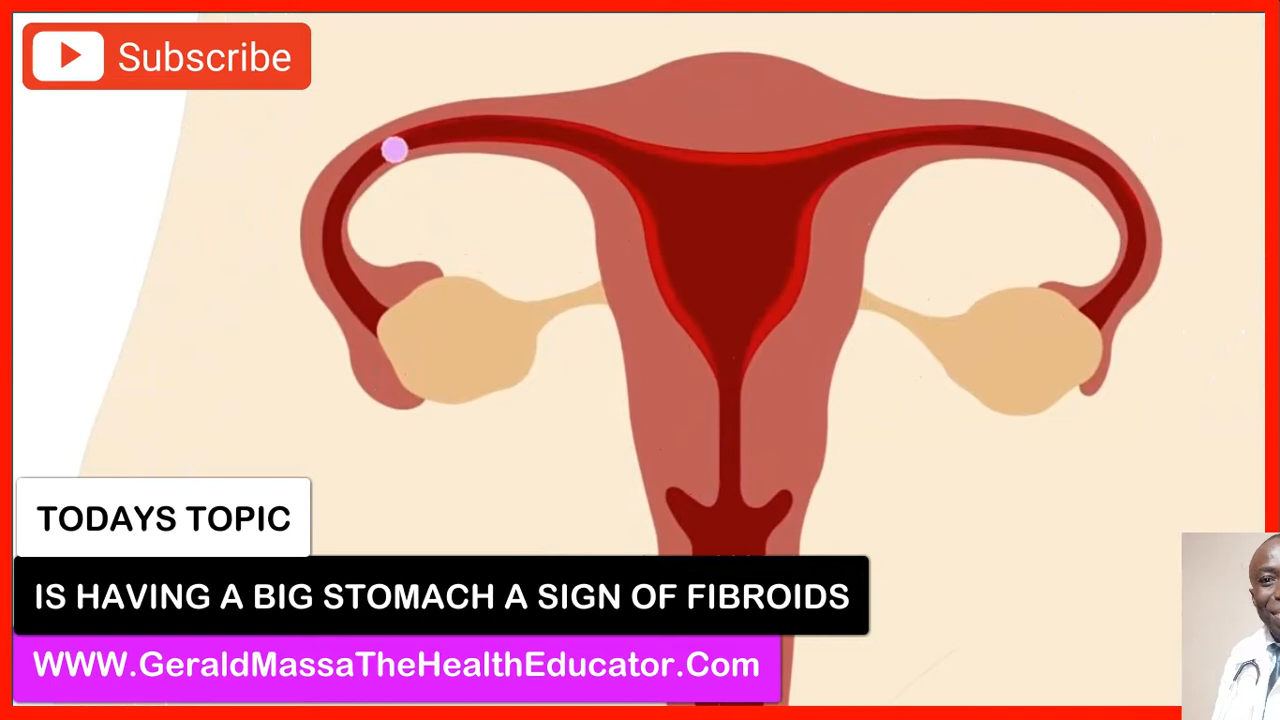 Subscribe
TODAYS TOPIC
IS HAVING A BIG STOMACH A SIGN OF FIBROIDS
WWW.GeraldMassaTheHealthEducator.Com